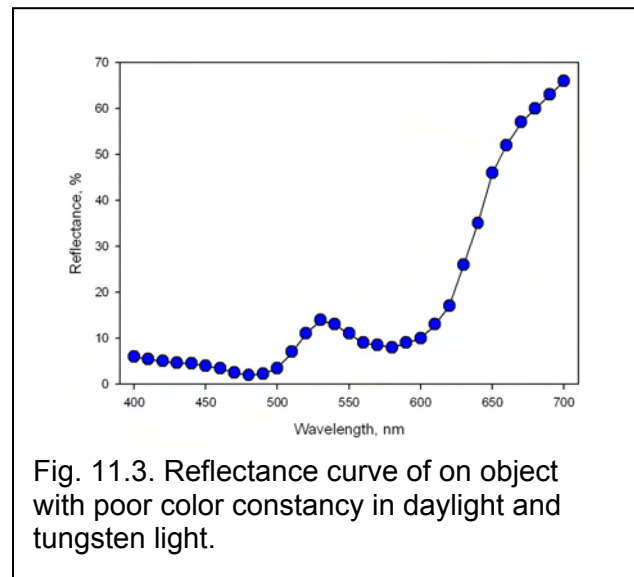 70
60
50
40
30
20
10
0
Reflectance, %
400 450 500 550 600 650 700
Wavelength, nm
Fig. 11.3. Reflectance curve of on object
with poor color constancy in daylight and
tungsten light.